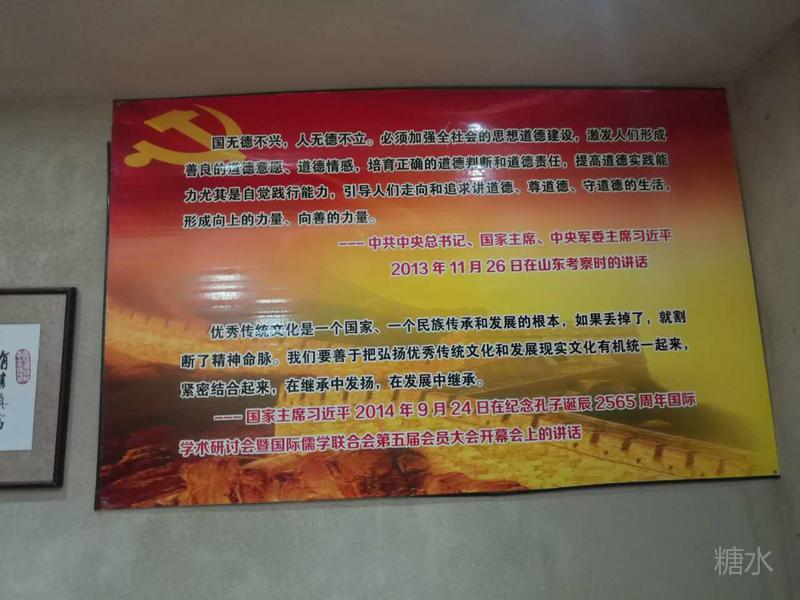 国无德不兴，人无德不立。必须加强全社会的思想道德建设，激发人们形成
善良的道德意愿、道德情感，培育正确的道德判断和道德责任，提高道德实践能
力尤其是自觉践行能力，引导人们走向和追求讲道德、尊道德、守道德的生活，
形成向上的力量、向善的力量。
---中共中央总书记、国家主席、中央军委主席习近平
2013年11月26日在山东考察时的讲话
优秀传统文化是一个国家、一个民族传承和发展的根本，如果丢掉了，就割
断了精神命脉。我们要善于把弘扬优秀传统文化和发展现实文化有机统一起来，
紧密结合起来，在继承中发扬，在发展中继承。
---国家主席习近平2014年9月24日在纪念孔子诞辰2565周年国际
学术研讨会暨国际儒学联合会第五届会员大会开幕会上的讲话
糖水